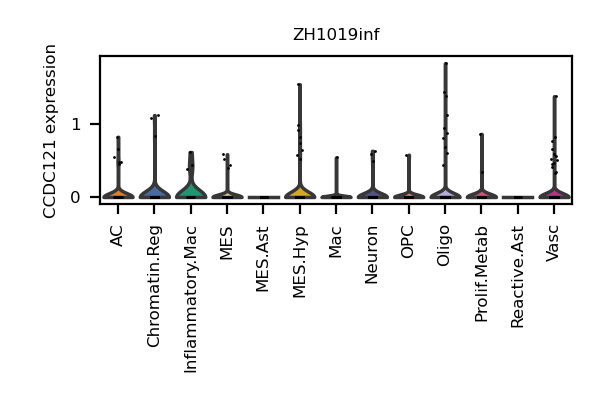 ZH1019inf
CCDC121 expression
1
0
AC
Chromatin.Reg
Inflammatory.Mac
MES
MES.Ast
MES.Hyp
Mac
Neuron
OPC
Oligo
Prolif.Metab
Reactive.Ast
Vasc